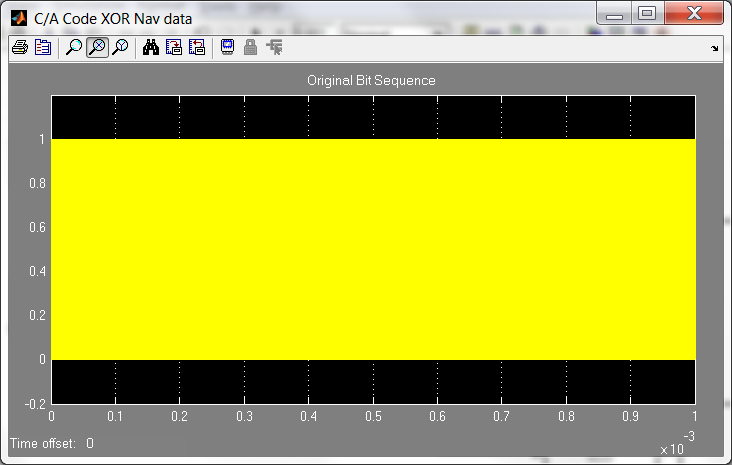 C/A Code XOR Nav data
Original Bit Sequence
1
0.8
0.6
0.4
0.2
0
-0.2
0 0.1 0.2 0.3 0.4 0.5 0.6 0.7 0.8 0.9 1
x 10^-3
Time offset: 0